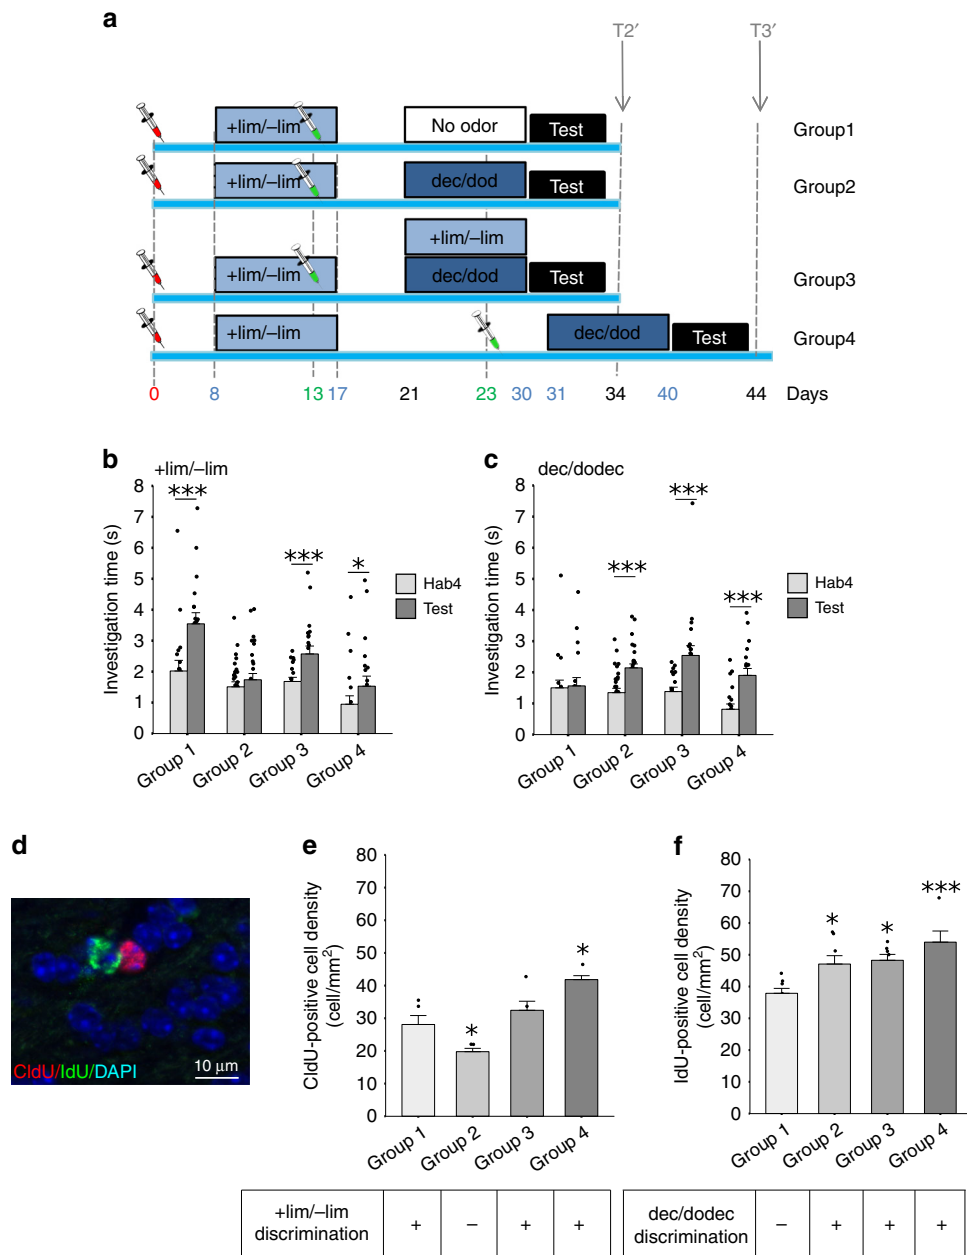 a
T2′ T3′
+lim/–lim No odor Test Group1
+lim/–lim dec/dod Test Group2
+lim/–lim
+lim/–lim dec/dod Test Group3
+lim/–lim dec/dod Test Group4
0 8 13 17 21 23 30 31 34 40 44 Days
b +lim/–lim
Investigation time (s)
8
7
6
5
4
3
2
1
0
***
***
*
Hab4
Test
Group 1 Group 2 Group 3 Group 4
c dec/dodec
Investigation time (s)
8
7
6
5
4
3
2
1
0
***
***
***
Hab4
Test
Group 1 Group 2 Group 3 Group 4
d
CldU/IdU/DAPI
10 µm
e
CldU-positive cell density
(cell/mm²)
80
70
60
50
40
30
20
10
0
*
*
Group 1 Group 2 Group 3 Group 4
+lim/–lim
discrimination + – + +
f
IdU-positive cell density
(cell/mm²)
80
70
60
50
40
30
20
10
0
*
*
***
Group 1 Group 2 Group 3 Group 4
dec/dodec
discrimination – + + +